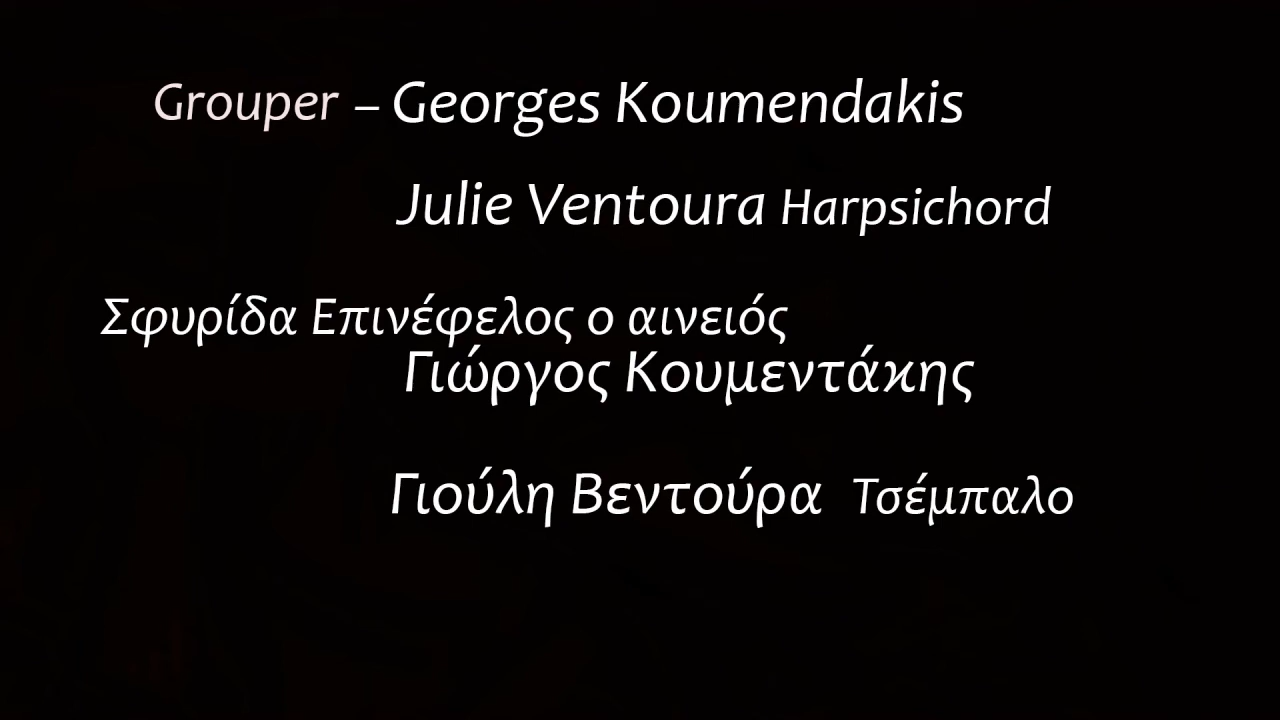 Grouper – Georges Koumendakis
Julie Ventoura Harpsichord
Σφυρίδα Επινέφελος ο αινειός
Γιώργος Κουμεντάκης
Γιούλη Βεντούρα Τσέμπαλο